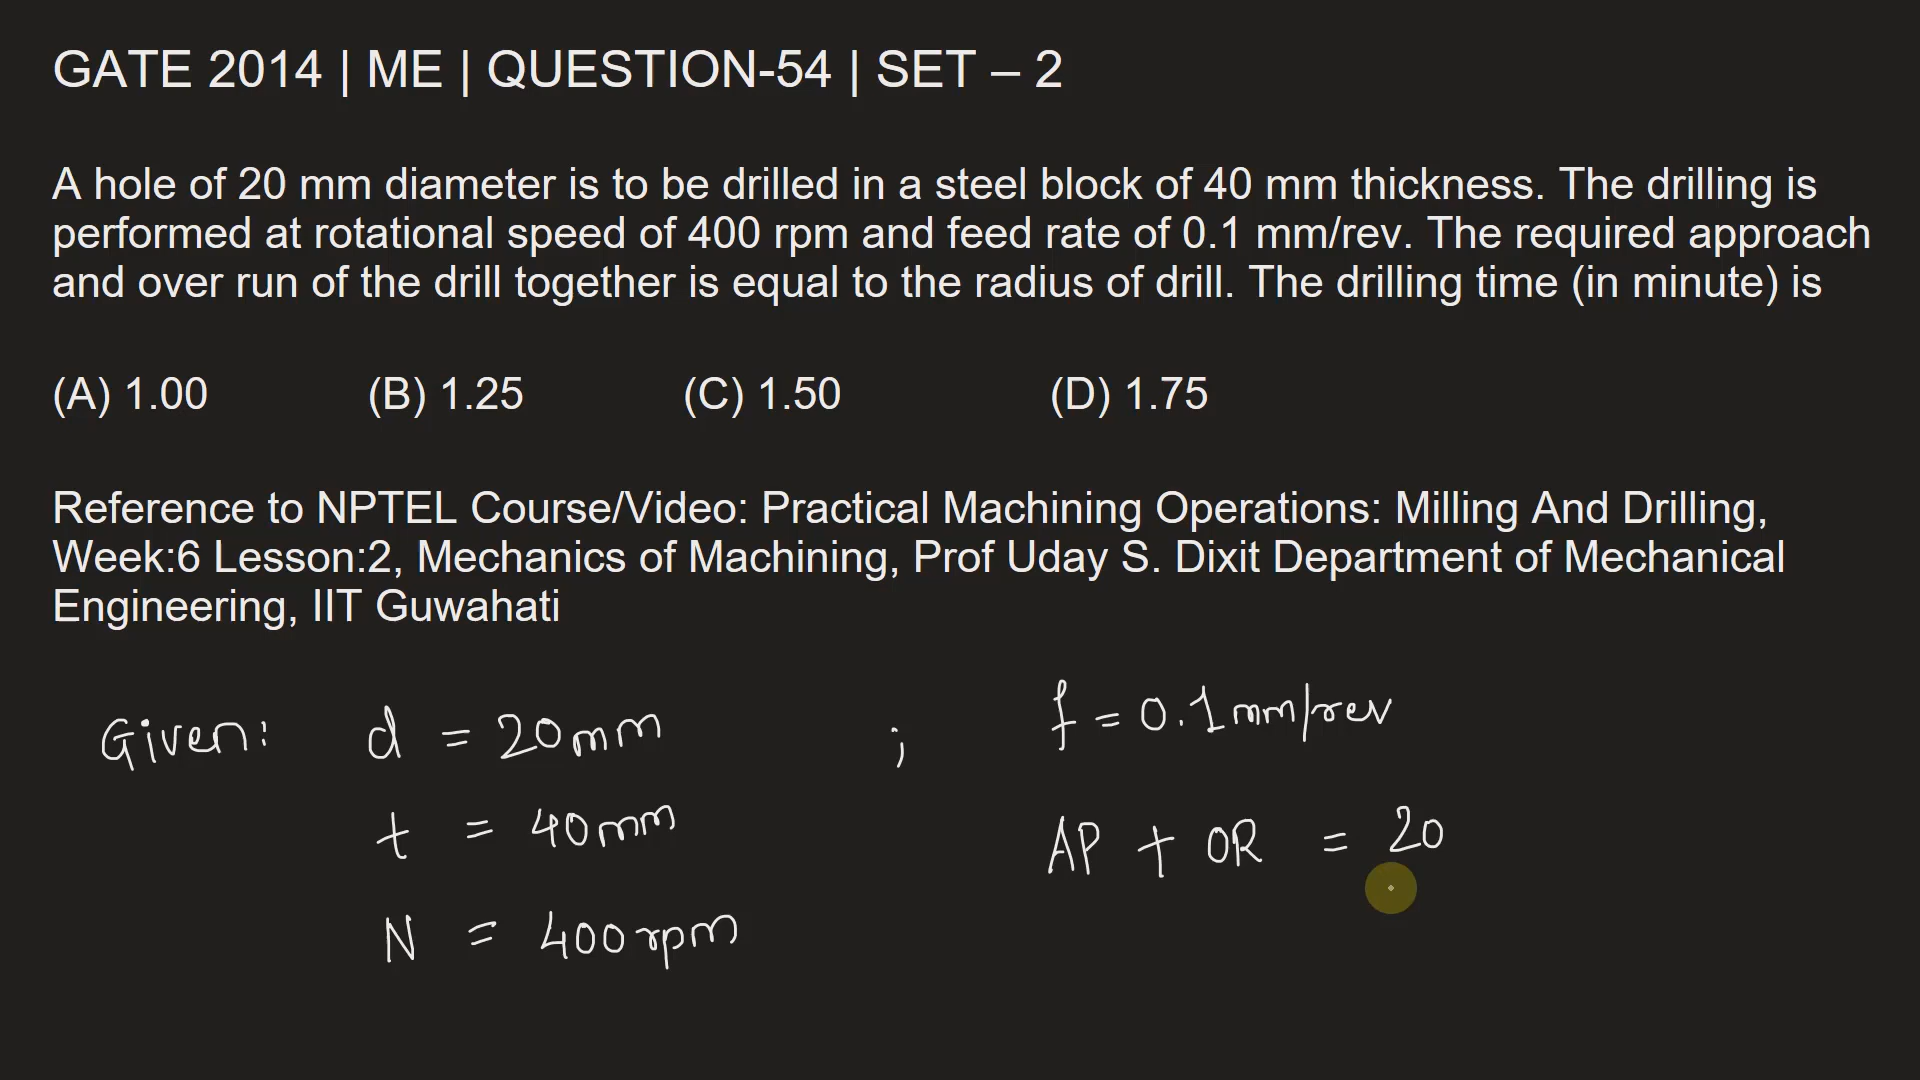 GATE 2014 | ME | QUESTION-54 | SET – 2
A hole of 20 mm diameter is to be drilled in a steel block of 40 mm thickness. The drilling is
performed at rotational speed of 400 rpm and feed rate of 0.1 mm/rev. The required approach
and over run of the drill together is equal to the radius of drill. The drilling time (in minute) is
(A) 1.00 (B) 1.25 (C) 1.50 (D) 1.75
Reference to NPTEL Course/Video: Practical Machining Operations: Milling And Drilling,
Week:6 Lesson:2, Mechanics of Machining, Prof Uday S. Dixit Department of Mechanical
Engineering, IIT Guwahati
Given: d = 20mm ; f = 0.1mm/rev
t = 40mm AP + OR = 20
N = 400rpm